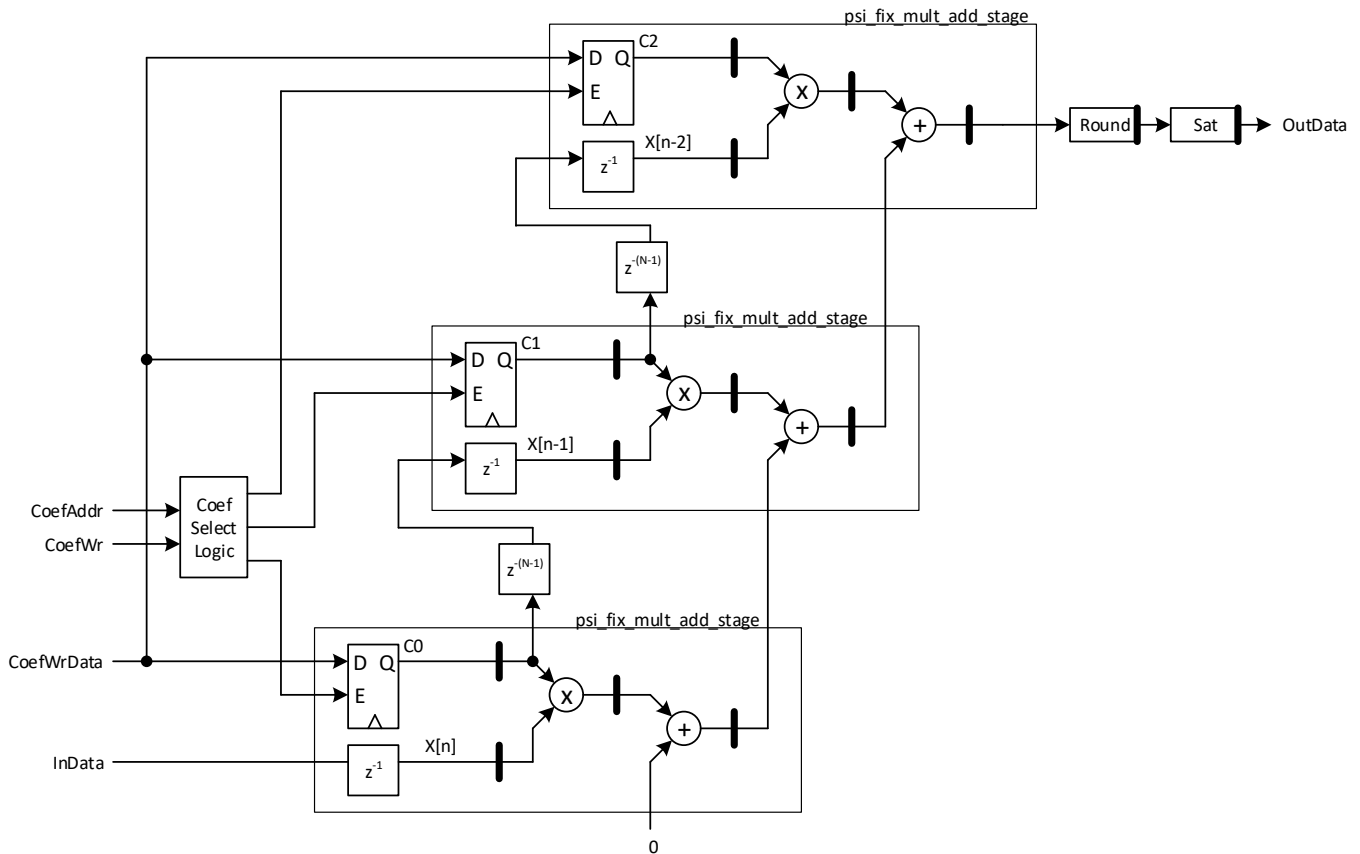 psi_fix_mult_add_stage
C2
D Q
E
x
+
Round
Sat
OutData
X[n-2]
z⁻¹
z⁻⁽ᴺ⁻¹⁾
psi_fix_mult_add_stage
C1
D Q
E
x
+
X[n-1]
z⁻¹
CoefAddr
CoefWr
Coef
Select
Logic
z⁻⁽ᴺ⁻¹⁾
psi_fix_mult_add_stage
CoefWrData
C0
D Q
E
x
+
X[n]
InData
z⁻¹
0